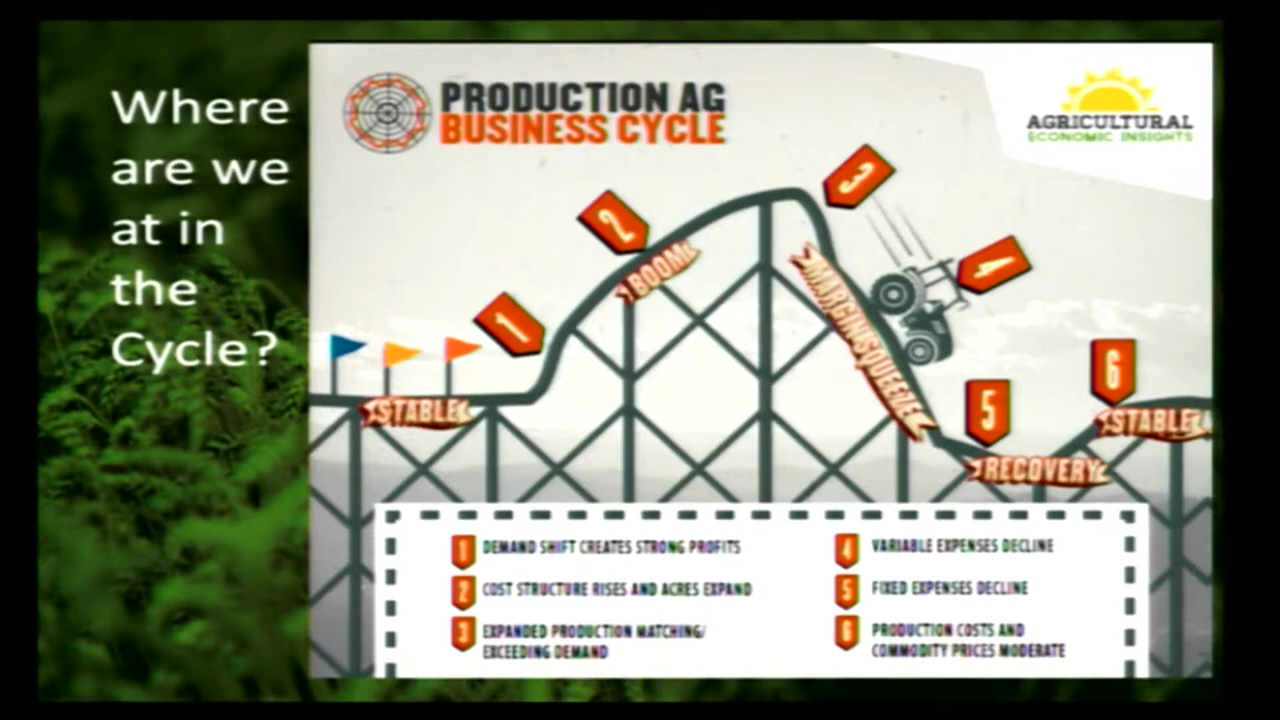 Where
are we
at in
the
Cycle?
PRODUCTION AG
BUSINESS CYCLE
AGRICULTURAL
ECONOMIC INSIGHTS
3
2
4
BOOM
1
MARGIN SQUEEZE
6
5
STABLE
STABLE
RECOVERY
1 DEMAND SHIFT CREATES STRONG PROFITS
2 COST STRUCTURE RISES AND ACRES EXPAND
3 EXPANDED PRODUCTION MATCHING/
EXCEEDING DEMAND
4 VARIABLE EXPENSES DECLINE
5 FIXED EXPENSES DECLINE
6 PRODUCTION COSTS AND
COMMODITY PRICES MODERATE